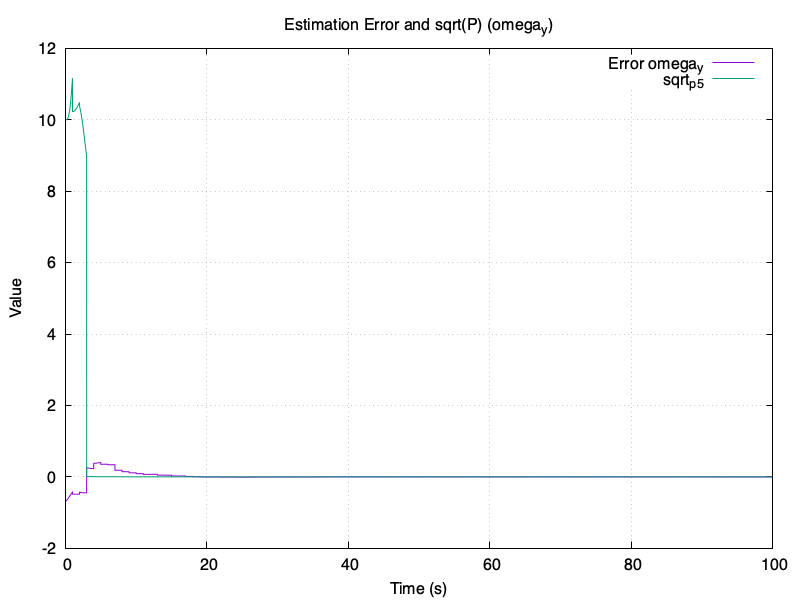 Estimation Error and sqrt(P) (omega_y)
Error omega_y
sqrt_p5
12
10
8
6
4
2
0
-2
Value
0 20 40 60 80 100
Time (s)